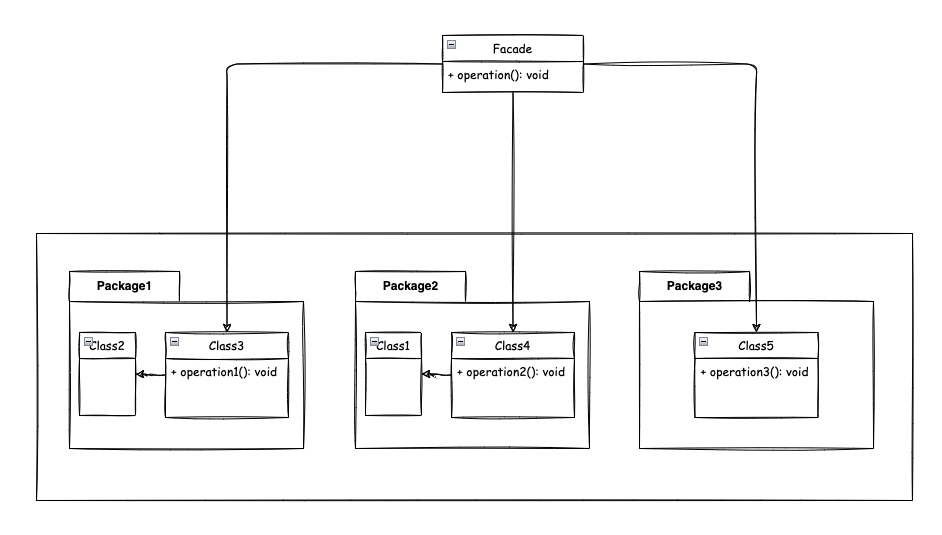 Facade
+ operation(): void
Package1
Package2
Package3
Class2
Class3
Class1
Class4
Class5
+ operation1(): void
+ operation2(): void
+ operation3(): void